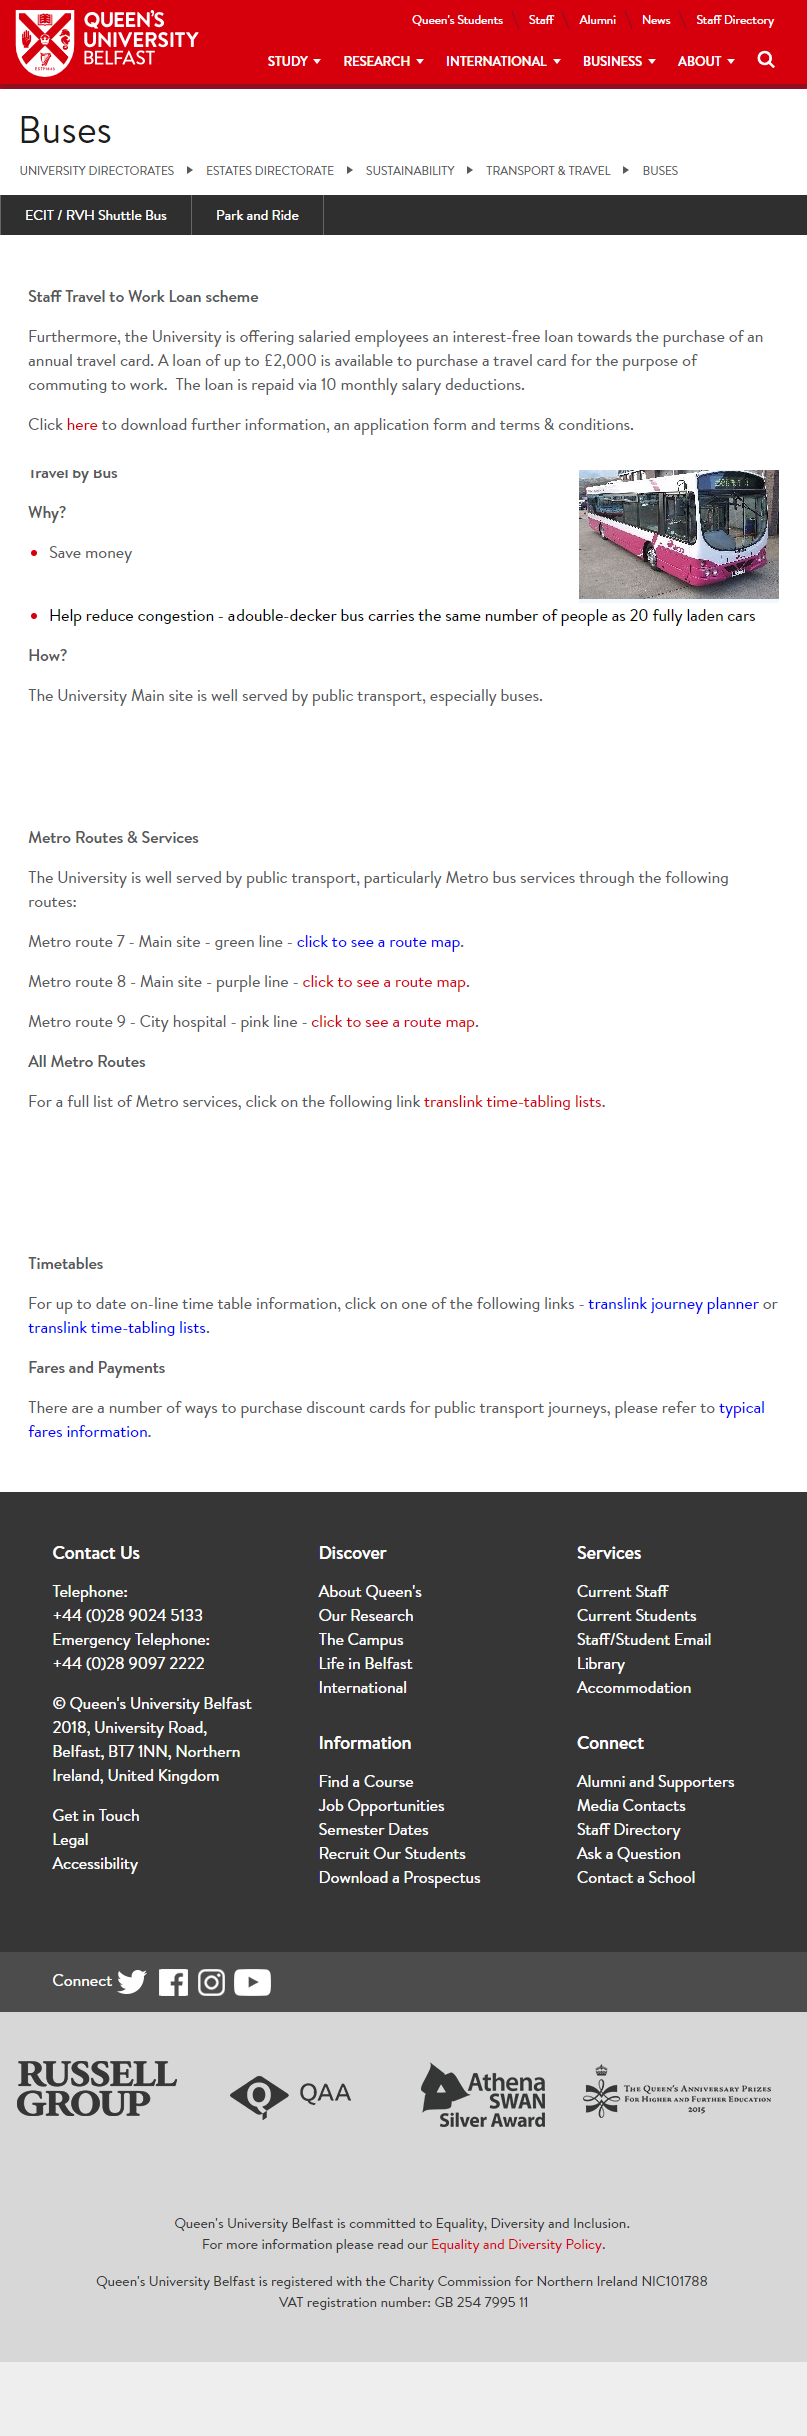 QUEEN'S
UNIVERSITY
BELFAST
Queen's Students
Staff
Alumni
News
Staff Directory
STUDY
RESEARCH
INTERNATIONAL
BUSINESS
ABOUT
Buses
UNIVERSITY DIRECTORATES
ESTATES DIRECTORATE
SUSTAINABILITY
TRANSPORT & TRAVEL
BUSES
ECIT / RVH Shuttle Bus
Park and Ride
Staff Travel to Work Loan scheme
Furthermore, the University is offering salaried employees an interest-free loan towards the purchase of an
annual travel card. A loan of up to £2,000 is available to purchase a travel card for the purpose of
commuting to work. The loan is repaid via 10 monthly salary deductions.
Click here to download further information, an application form and terms & conditions.
Travel by Bus
Why?
Save money
Help reduce congestion - adouble-decker bus carries the same number of people as 20 fully laden cars
How?
The University Main site is well served by public transport, especially buses.
Metro Routes & Services
The University is well served by public transport, particularly Metro bus services through the following
routes:
Metro route 7 - Main site - green line - click to see a route map.
Metro route 8 - Main site - purple line - click to see a route map.
Metro route 9 - City hospital - pink line - click to see a route map.
All Metro Routes
For a full list of Metro services, click on the following link translink time-tabling lists.
Timetables
For up to date on-line time table information, click on one of the following links - translink journey planner or
translink time-tabling lists.
Fares and Payments
There are a number of ways to purchase discount cards for public transport journeys, please refer to typical
fares information.
Contact Us
Telephone:
+44 (0)28 9024 5133
Emergency Telephone:
+44 (0)28 9097 2222
© Queen's University Belfast
2018, University Road,
Belfast, BT7 1NN, Northern
Ireland, United Kingdom
Get in Touch
Legal
Accessibility
Discover
About Queen's
Our Research
The Campus
Life in Belfast
International
Information
Find a Course
Job Opportunities
Semester Dates
Recruit Our Students
Download a Prospectus
Services
Current Staff
Current Students
Staff/Student Email
Library
Accommodation
Connect
Alumni and Supporters
Media Contacts
Staff Directory
Ask a Question
Contact a School
Connect
RUSSELL
GROUP
QAA
Athena
SWAN
Silver Award
THE QUEEN'S ANNIVERSARY PRIZES
FOR HIGHER AND FURTHER EDUCATION
2015
Queen's University Belfast is committed to Equality, Diversity and Inclusion.
For more information please read our Equality and Diversity Policy.
Queen's University Belfast is registered with the Charity Commission for Northern Ireland NIC101788
VAT registration number: GB 254 7995 11